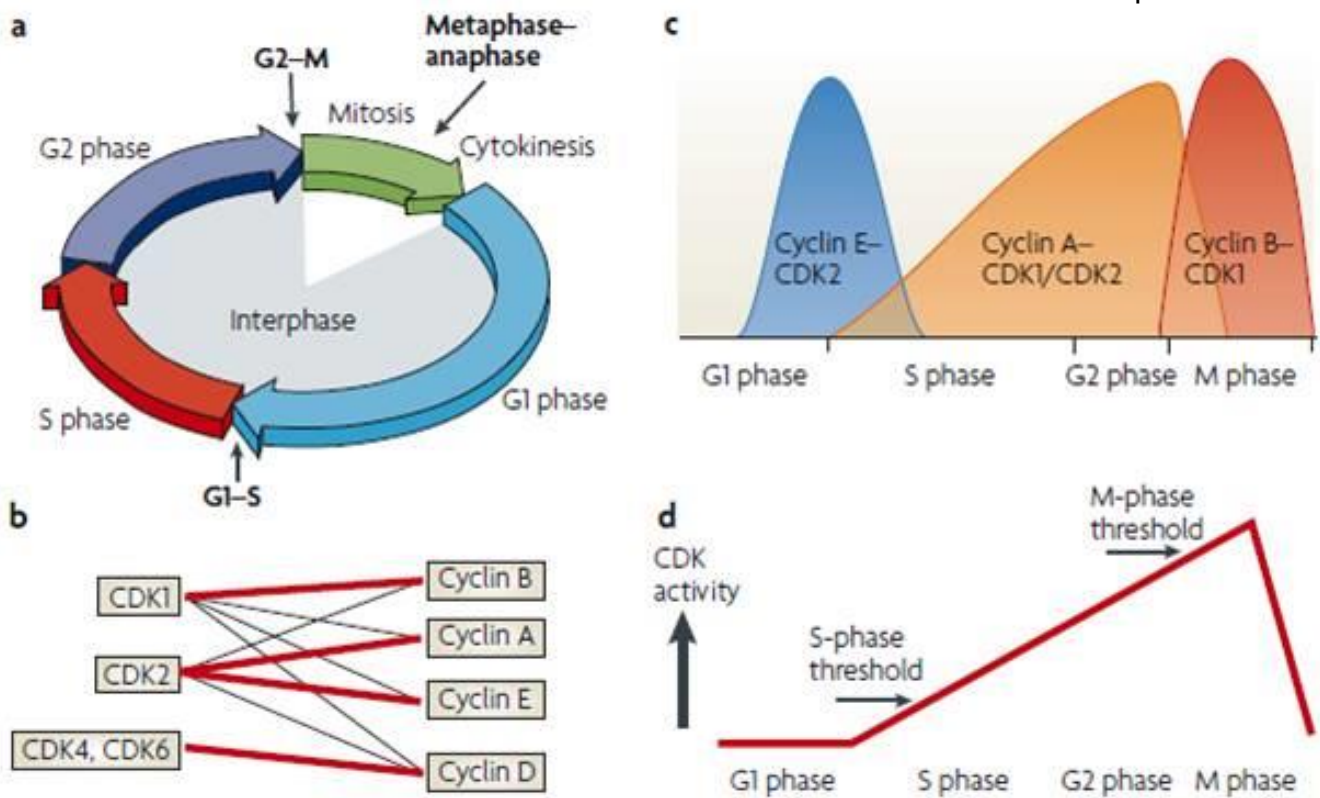 a
G2–M
Metaphase–
anaphase
Mitosis
Cytokinesis
G2 phase
Interphase
G1 phase
S phase
G1–S
b
CDK1
CDK2
CDK4, CDK6
Cyclin B
Cyclin A
Cyclin E
Cyclin D
c
Cyclin E–
CDK2
Cyclin A–
CDK1/CDK2
Cyclin B–
CDK1
G1 phase
S phase
G2 phase
M phase
d
CDK
activity
S-phase
threshold
M-phase
threshold
G1 phase
S phase
G2 phase
M phase